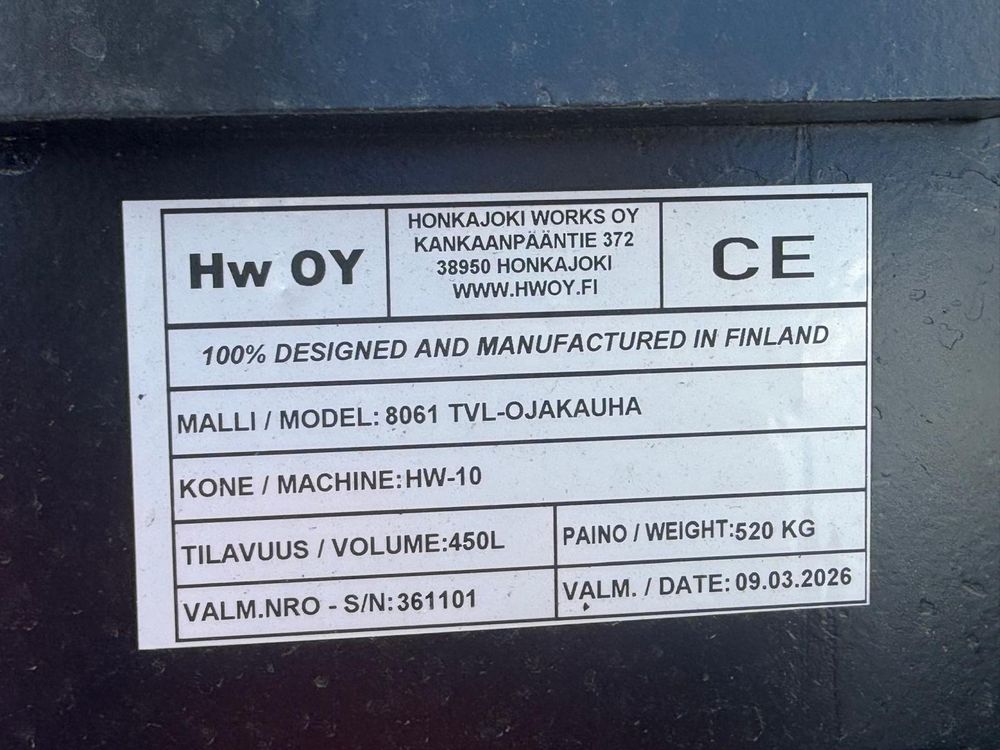 Hw OY
HONKAJOKI WORKS OY
KANKAANPÄÄNTIE 372
38950 HONKAJOKI
WWW.HWOY.FI
CE
100% DESIGNED AND MANUFACTURED IN FINLAND
MALLI / MODEL: 8061 TVL-OJAKAUHA
KONE / MACHINE:HW-10
TILAVUUS / VOLUME:450L
PAINO / WEIGHT:520 KG
VALM.NRO - S/N:361101
VALM. / DATE: 09.03.2026